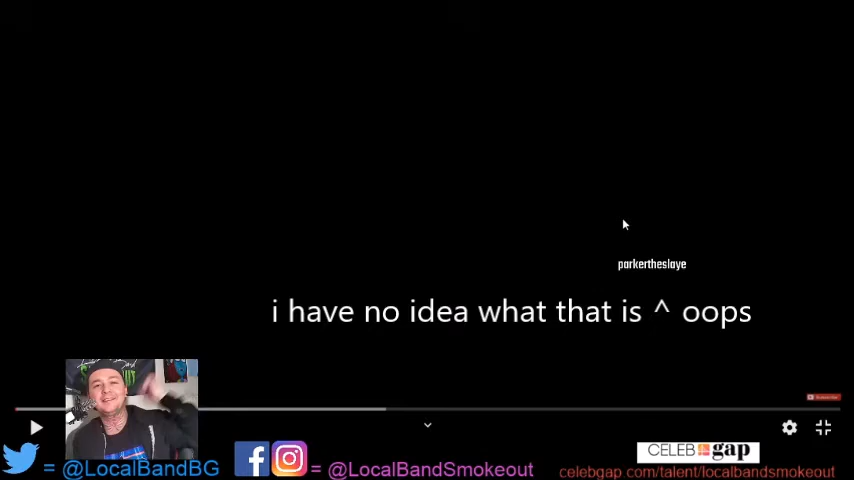 parkertheslaye
i have no idea what that is ^ oops
= @LocalBandBG
= @LocalBandSmokeout
CELEB gap
celebgap.com/talent/localbandsmokeout